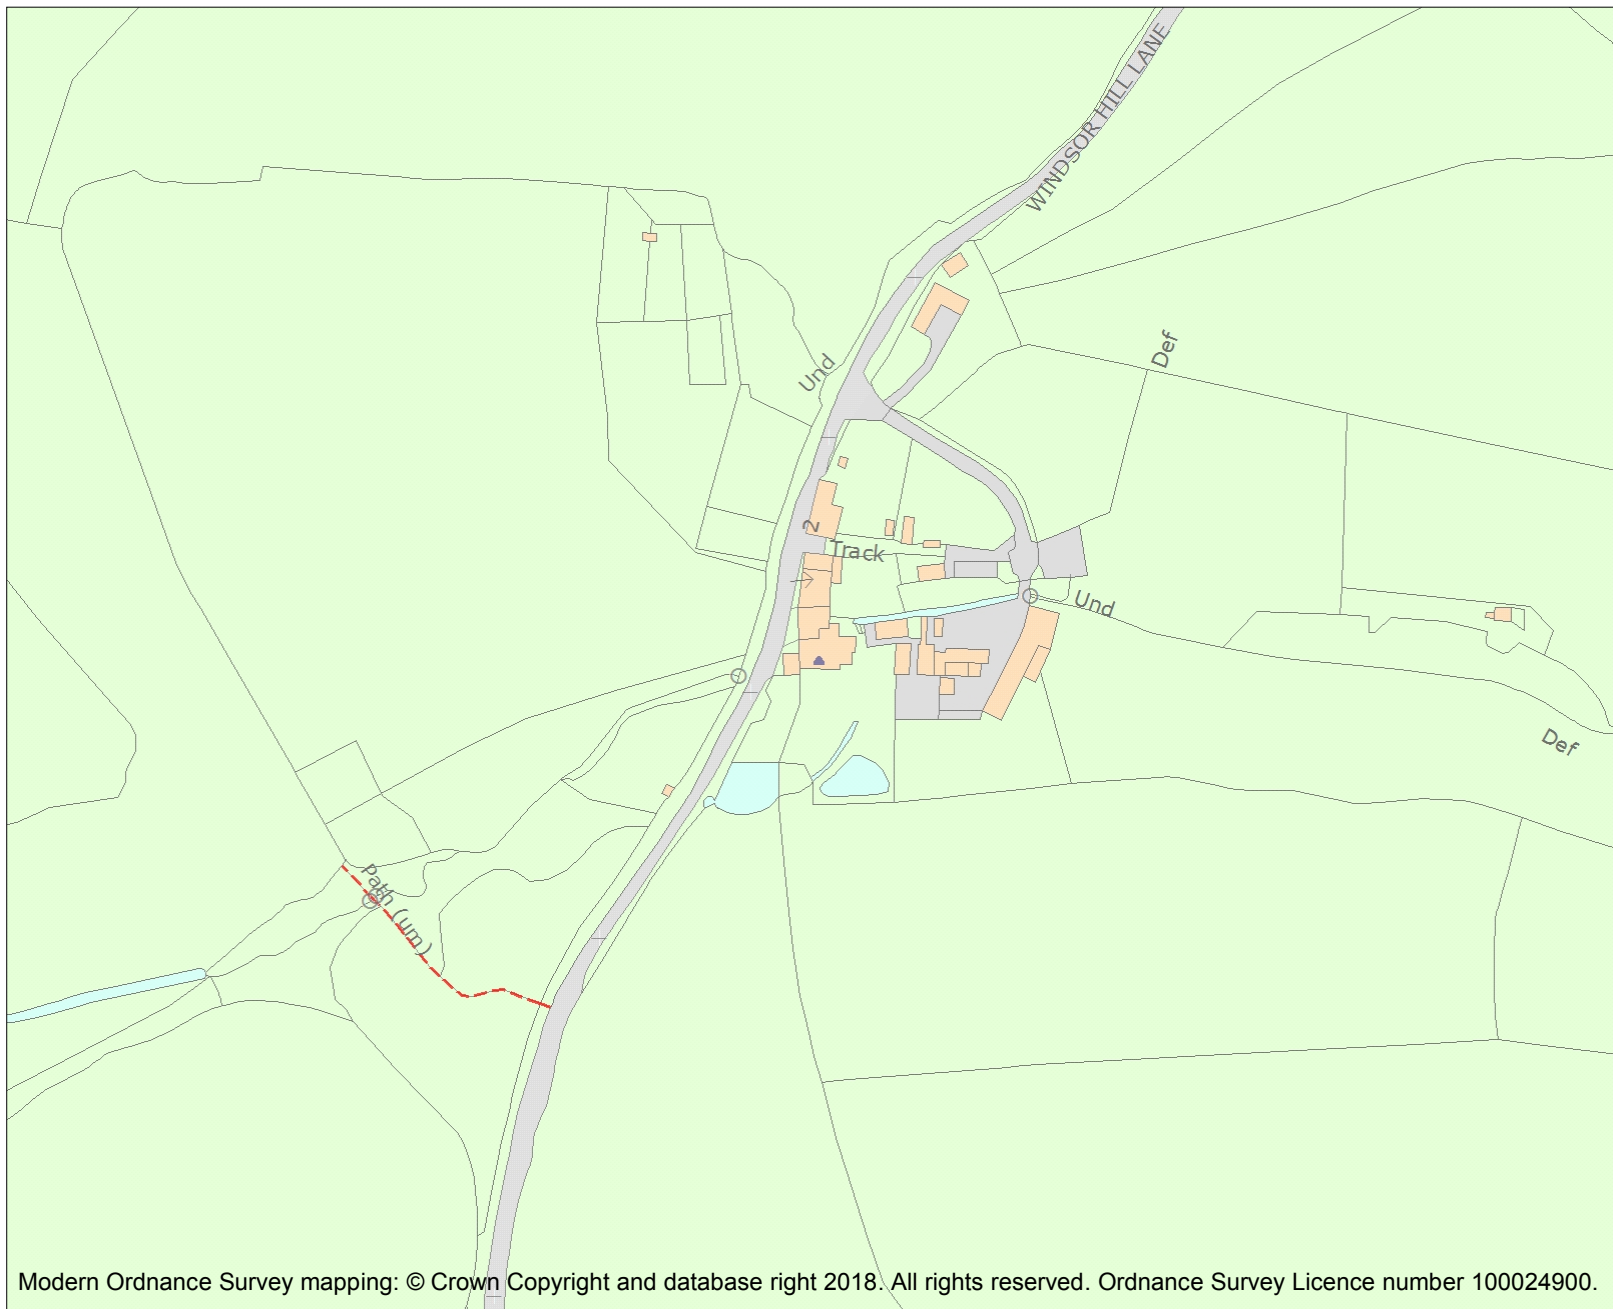 WINDSOR HILL LANE
Def
Und
2
Track
Und
Def
Path (um)
Modern Ordnance Survey mapping: © Crown Copyright and database right 2018. All rights reserved. Ordnance Survey Licence number 100024900.